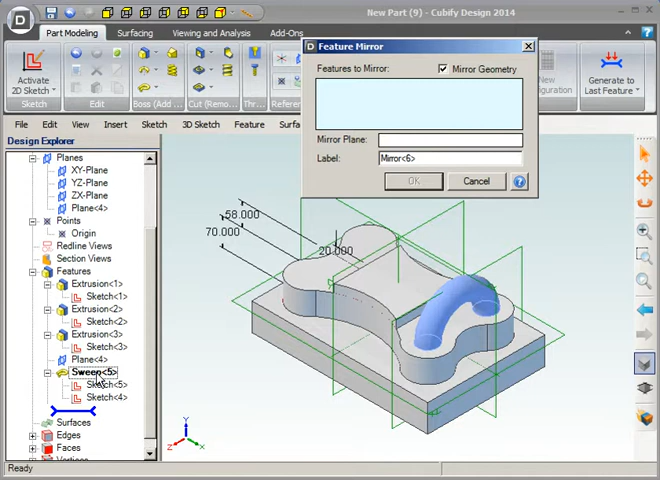 New Part (9) - Cubify Design 2014
Part Modeling
Surfacing
Viewing and Analysis
Add-Ons
Activate
2D Sketch
Sketch
Edit
Boss (Add ...
Cut (Remo...
Thr...
Reference
New
nfiguration
Generate to
Last Feature
File
Edit
View
Insert
Sketch
3D Sketch
Feature
Surfa
Feature Mirror
Features to Mirror:
Mirror Geometry
Mirror Plane:
Label:
Mirror<6>
OK
Cancel
Design Explorer
Planes
XY-Plane
YZ-Plane
ZX-Plane
Plane<4>
Points
Origin
Redline Views
Section Views
Features
Extrusion<1>
Sketch<1>
Extrusion<2>
Sketch<2>
Extrusion<3>
Sketch<3>
Plane<4>
Sweep<5>
Sketch<5>
Sketch<4>
Surfaces
Edges
Faces
Vertices
58.000
70.000
20.000
Y
Z
X
Ready